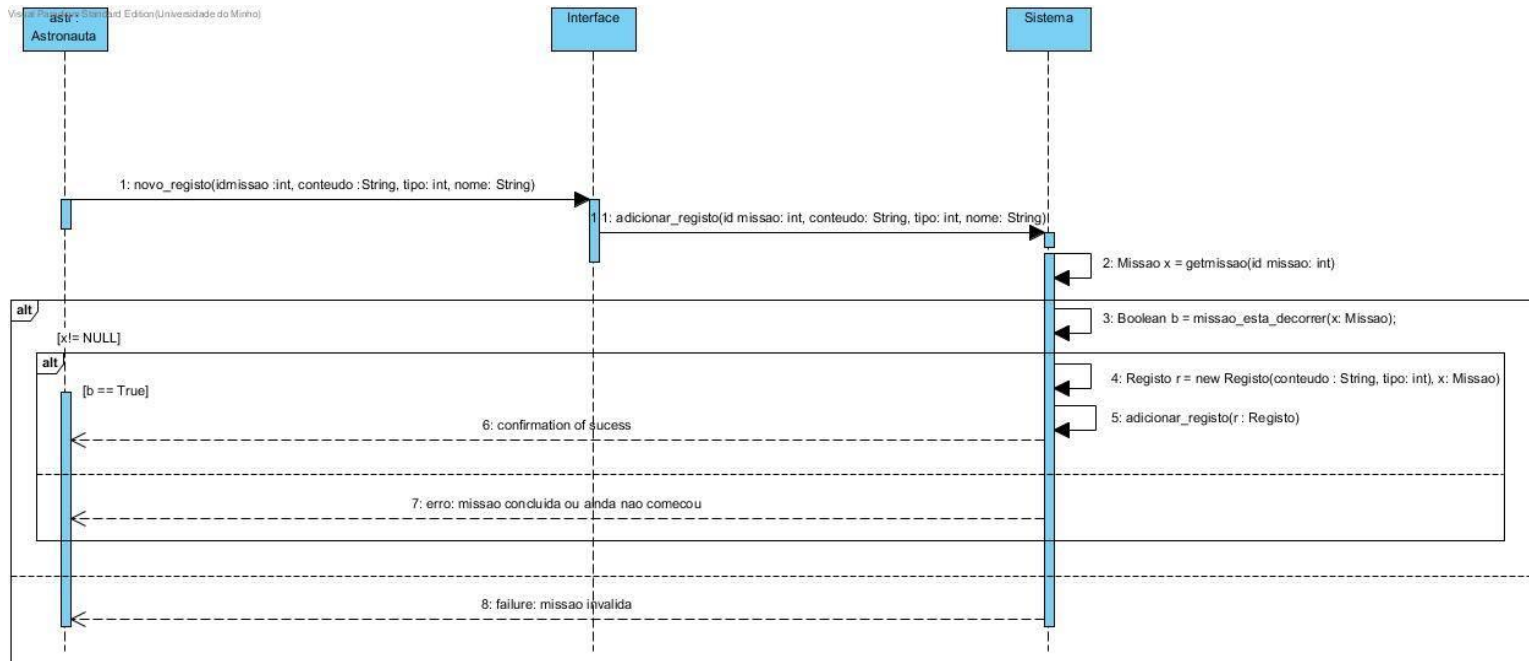 Visual Paradigm Standard Edition(Universidade do Minho)
astr :
Astronauta
Interface
Sistema
1: novo_registo(idmissao :int, conteudo :String, tipo: int, nome: String)
1.1: adicionar_registo(id missao: int, conteudo: String, tipo: int, nome: String)
2: Missao x = getmissao(id missao: int)
alt
3: Boolean b = missao_esta_decorrer(x: Missao);
[x!= NULL]
alt
4: Registo r = new Registo(conteudo : String, tipo: int), x: Missao)
[b == True]
5: adicionar_registo(r : Registo)
6: confirmation of sucess
7: erro: missao concluida ou ainda nao comecou
8: failure: missao invalida